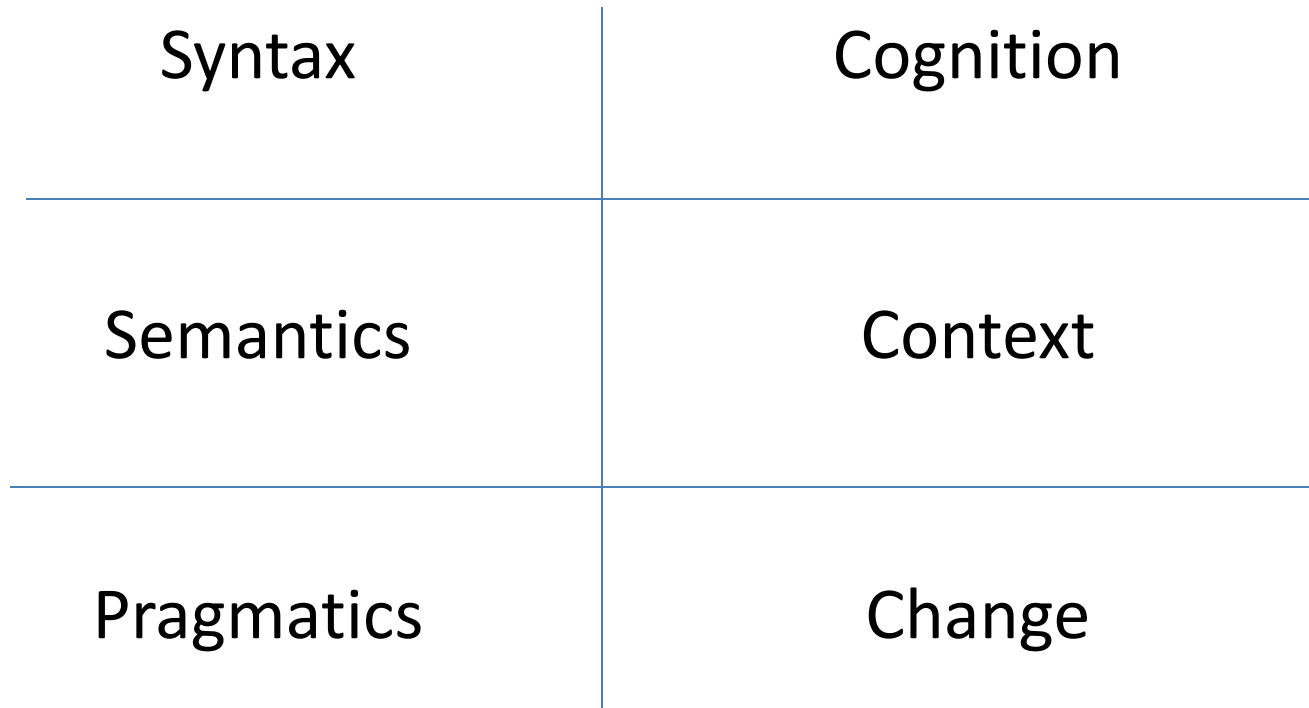 Syntax
Cognition
Semantics
Context
Pragmatics
Change